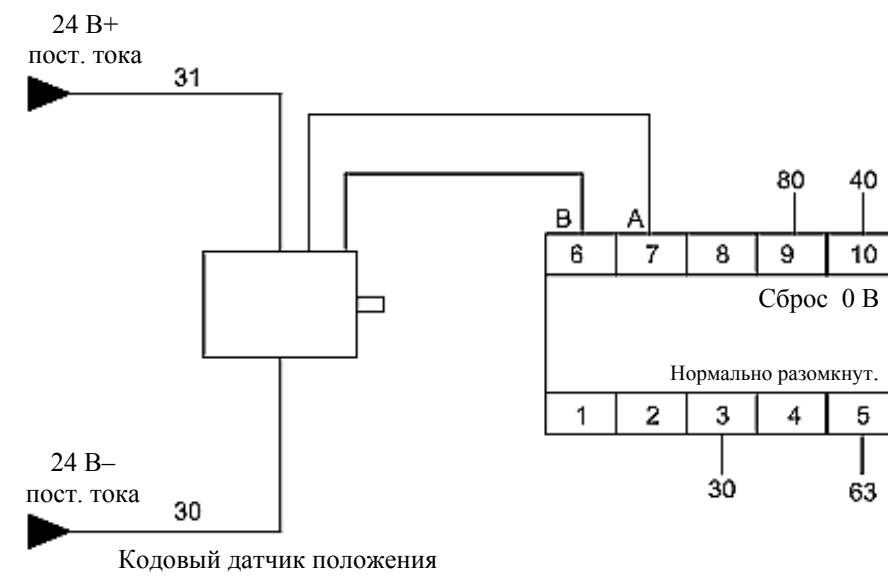 24 В+
пост. тока
31
80 40
В А
6 7 8 9 10
Сброс 0 В
Нормально разомкнут.
1 2 3 4 5
24 В–
пост. тока
30
30
63
Кодовый датчик положения